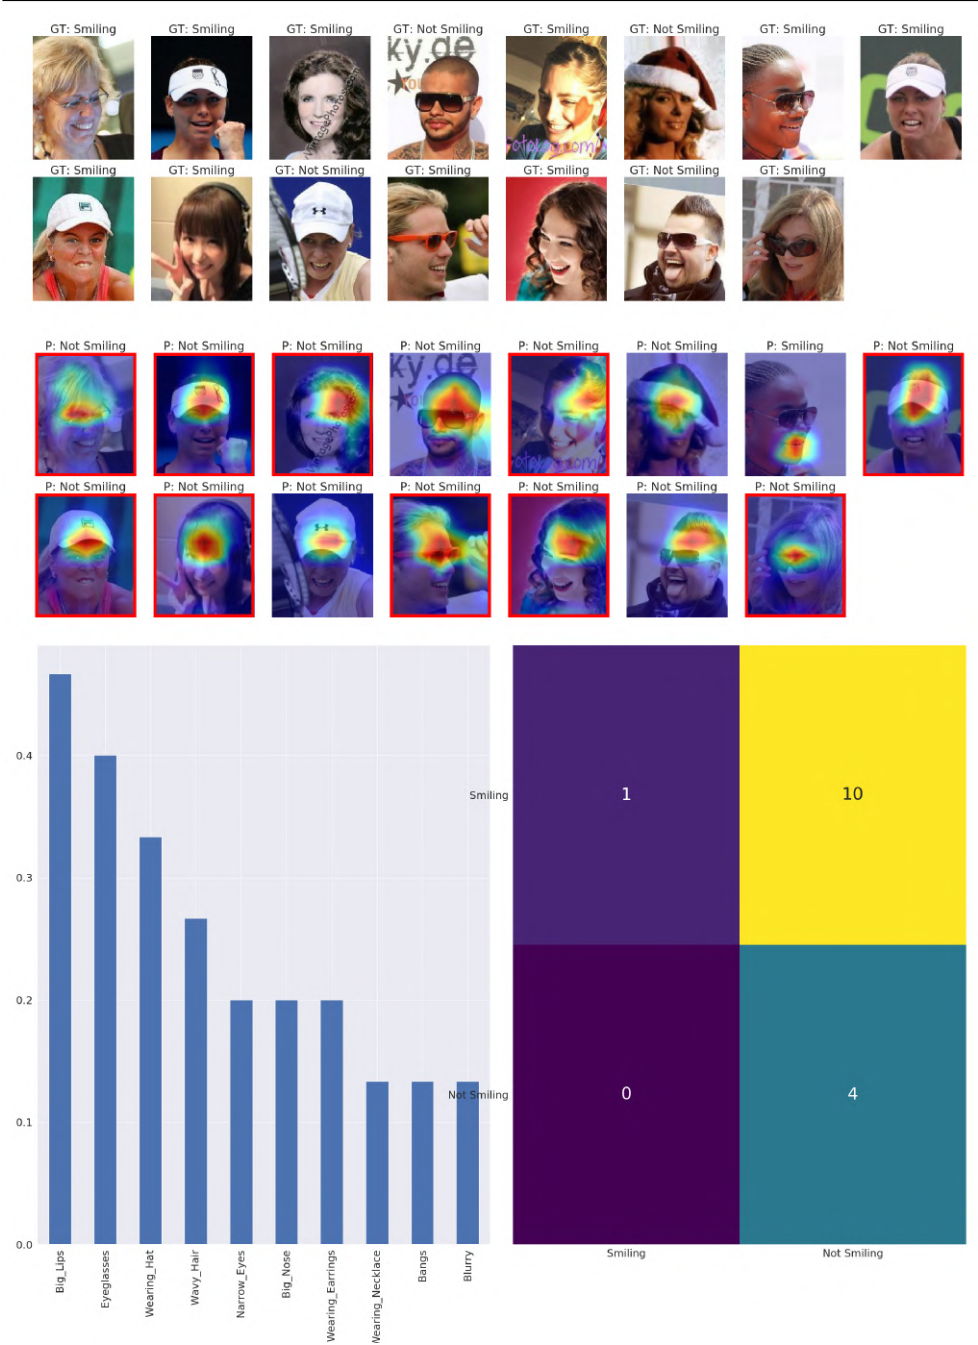 GT: Smiling GT: Smiling GT: Smiling GT: Not Smiling GT: Smiling GT: Not Smiling GT: Smiling GT: Smiling
ky.de
GT: Smiling GT: Smiling GT: Not Smiling GT: Smiling GT: Smiling GT: Not Smiling GT: Smiling
P: Not Smiling P: Not Smiling P: Not Smiling P: Not Smiling P: Not Smiling P: Not Smiling P: Smiling P: Not Smiling
ky.de
P: Not Smiling P: Not Smiling P: Not Smiling P: Not Smiling P: Not Smiling P: Not Smiling P: Not Smiling
0.4
0.3
0.2
0.1
0.0
Big_Lips
Eyeglasses
Wearing_Hat
Wavy_Hair
Narrow_Eyes
Big_Nose
Wearing_Earrings
Wearing_Necklace
Bangs
Blurry
Smiling 1 10
Not Smiling 0 4
Smiling Not Smiling